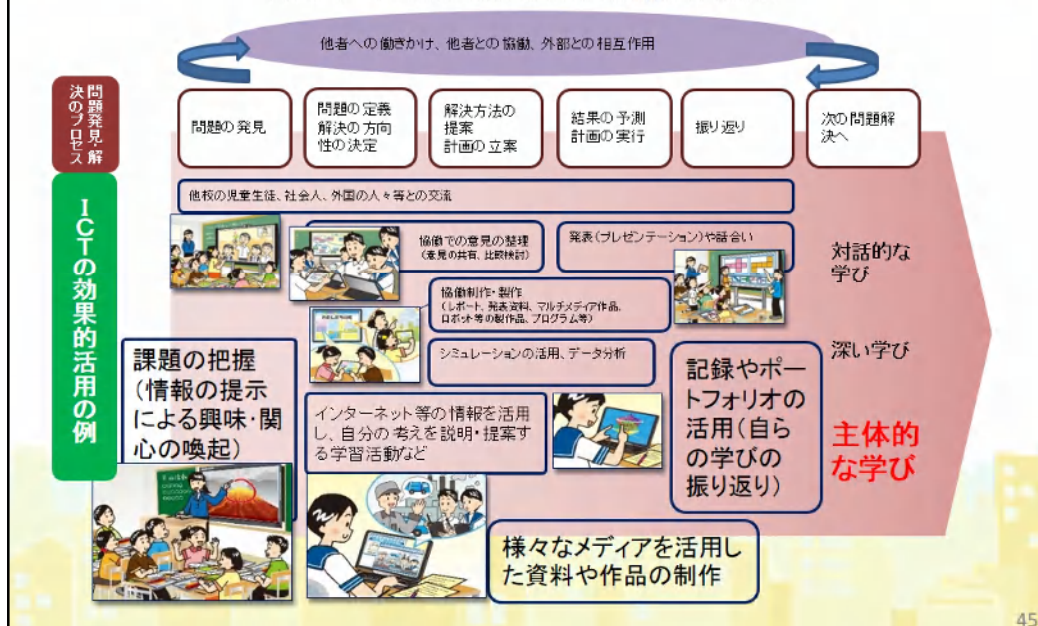 他者への働きかけ、他者との協働、外部との相互作用
問題発見・解
決のプロセス
問題の発見
問題の定義
解決の方向
性の決定
解決方法の
提案
計画の立案
結果の予測
計画の実行
振り返り
次の問題解
決へ
ICTの効果的活用の例
他校の児童生徒、社会人、外国の人々等との交流
協働での意見の整理
(意見の共有、比較検討)
発表(プレゼンテーション)や話合い
対話的な
学び
協働制作・製作
(レポート、発表資料、マルチメディア作品、
ロボット等の製作品、プログラム等)
シミュレーションの活用、データ分析
深い学び
課題の把握
(情報の提示
による興味・関
心の喚起)
インターネット等の情報を活用
し、自分の考えを説明・提案す
る学習活動など
記録やポー
トフォリオの
活用(自ら
の学びの
振り返り)
主体的
な学び
様々なメディアを活用し
た資料や作品の制作
45